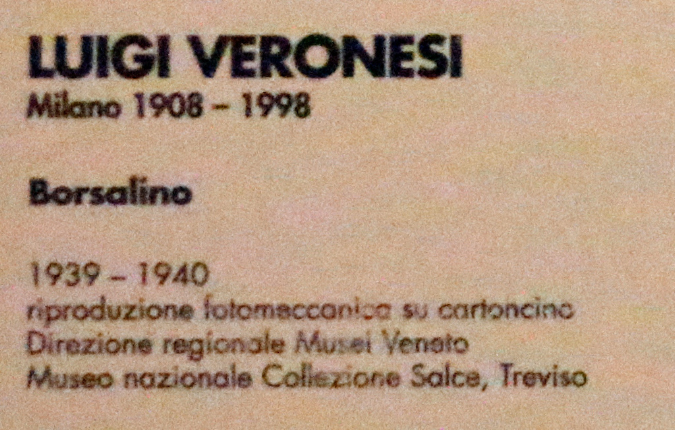 LUIGI VERONESI
Milano 1908 – 1998
Borsalino
1939 – 1940
riproduzione fotomeccanica su cartoncino
Direzione regionale Musei Veneto
Museo nazionale Collezione Salce, Treviso